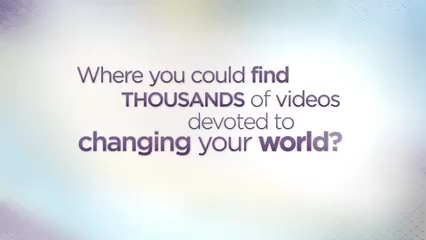 Where you could find
THOUSANDS of videos
devoted to
changing your world?